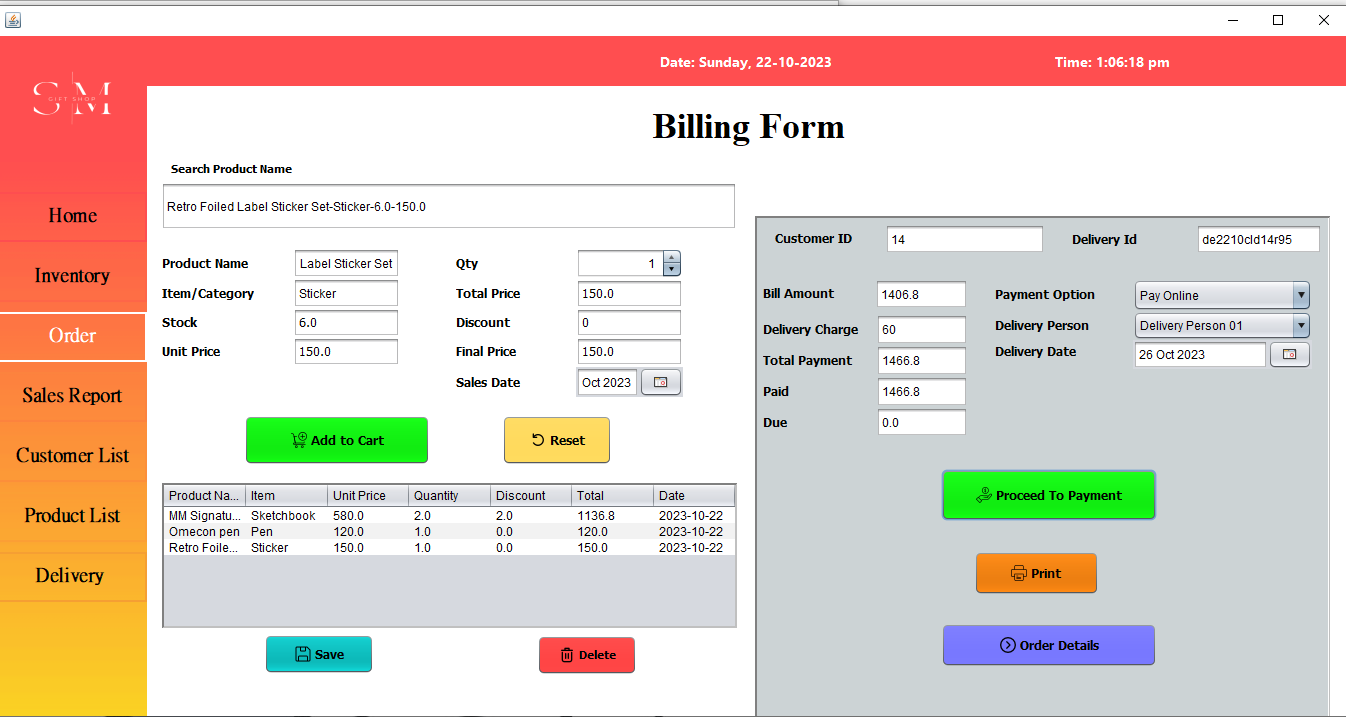 Date: Sunday, 22-10-2023
Time: 1:06:18 pm
SM
GIFT SHOP
Home
Inventory
Order
Sales Report
Customer List
Product List
Delivery
Billing Form
Search Product Name
Retro Foiled Label Sticker Set-Sticker-6.0-150.0
Product Name Label Sticker Set
Item/Category Sticker
Stock 6.0
Unit Price 150.0
Qty 1
Total Price 150.0
Discount 0
Final Price 150.0
Sales Date Oct 2023
Add to Cart
Reset
Product Na... Item Unit Price Quantity Discount Total Date
MM Signatu... Sketchbook 580.0 2.0 2.0 1136.8 2023-10-22
Omecon pen Pen 120.0 1.0 0.0 120.0 2023-10-22
Retro Foile... Sticker 150.0 1.0 0.0 150.0 2023-10-22
Save
Delete
Customer ID 14
Delivery Id de2210cld14r95
Bill Amount 1406.8
Delivery Charge 60
Total Payment 1466.8
Paid 1466.8
Due 0.0
Payment Option Pay Online
Delivery Person Delivery Person 01
Delivery Date 26 Oct 2023
Proceed To Payment
Print
Order Details